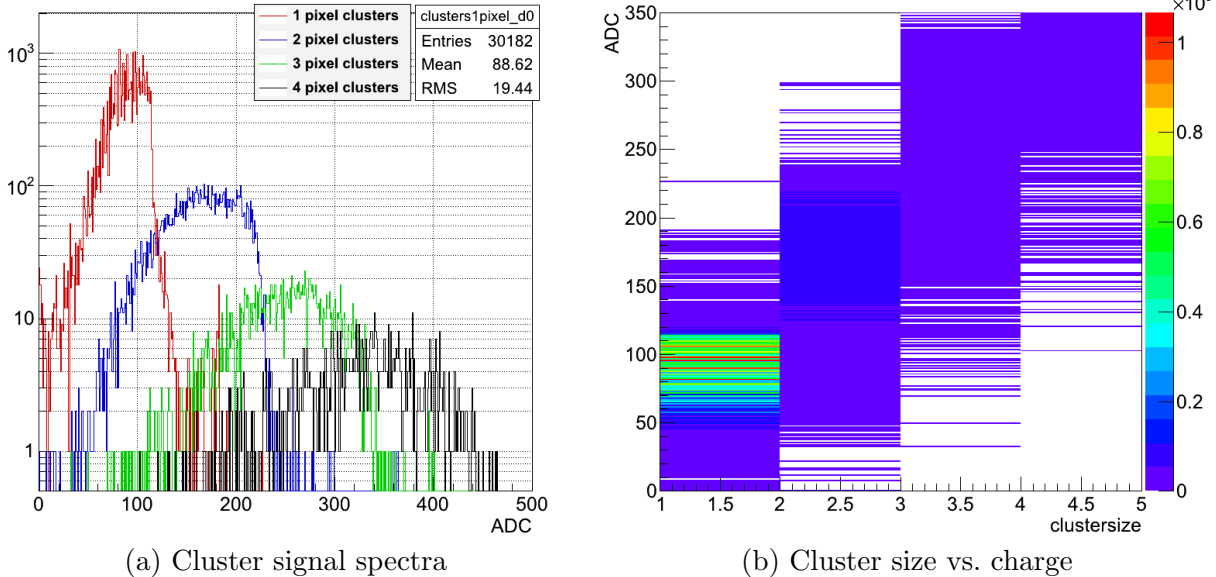 1 pixel clusters
2 pixel clusters
3 pixel clusters
4 pixel clusters
clusters1pixel_d0
Entries 30182
Mean 88.62
RMS 19.44
10³
10²
10
1
0 100 200 300 400 500
ADC
(a) Cluster signal spectra
ADC
350
300
250
200
150
100
50
0
1 1.5 2 2.5 3 3.5 4 4.5 5
clustersize
1
0.8
0.6
0.4
0.2
0
(b) Cluster size vs. charge